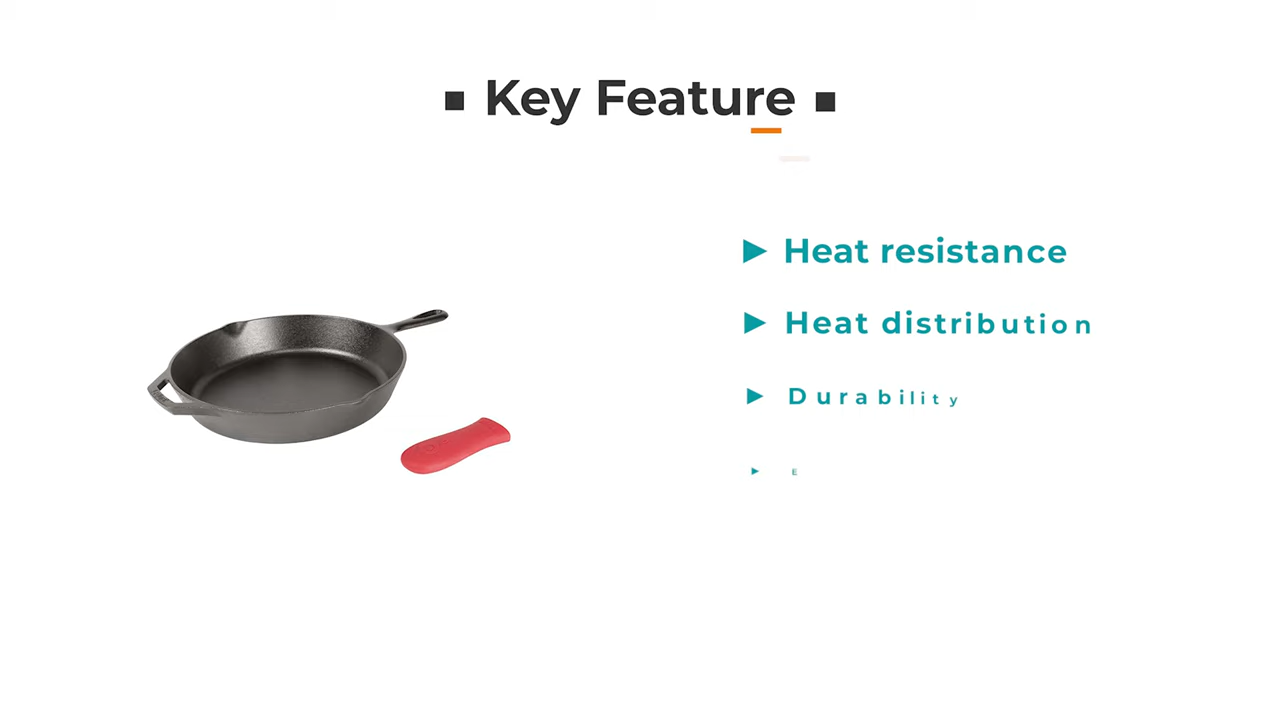 Key Feature
Heat resistance
Heat distribution
Durability
E